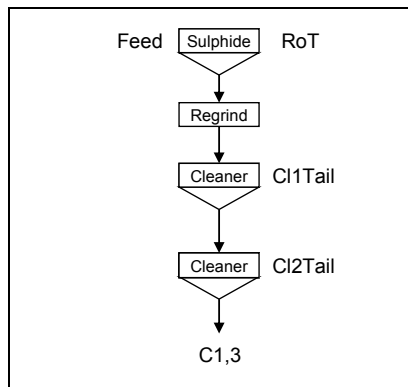 Feed Sulphide RoT
Regrind
Cleaner Cl1Tail
Cleaner Cl2Tail
C1,3